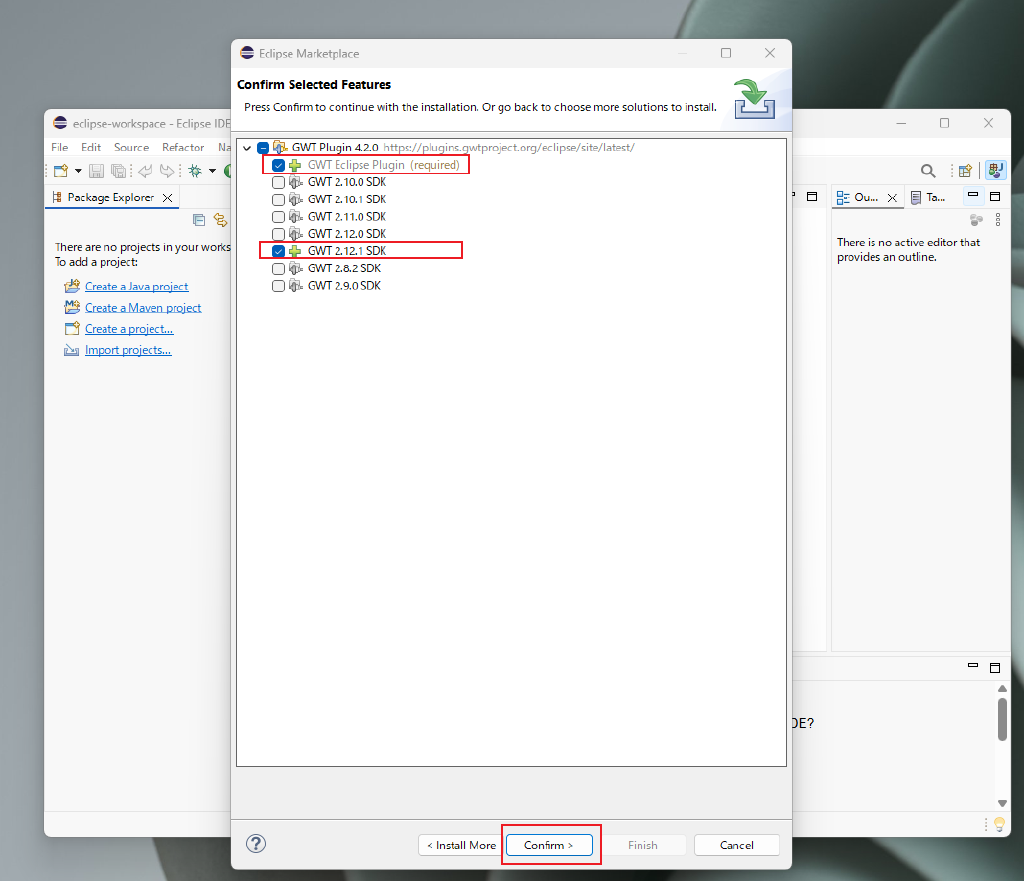 Eclipse Marketplace
Confirm Selected Features
Press Confirm to continue with the installation. Or go back to choose more solutions to install.
eclipse-workspace - Eclipse IDE
File Edit Source Refactor Na
GWT Plugin 4.2.0 https://plugins.gwtproject.org/eclipse/site/latest/
GWT Eclipse Plugin (required)
GWT 2.10.0 SDK
GWT 2.10.1 SDK
GWT 2.11.0 SDK
GWT 2.12.0 SDK
GWT 2.12.1 SDK
GWT 2.8.2 SDK
GWT 2.9.0 SDK
Package Explorer
There are no projects in your works
To add a project:
Create a Java project
Create a Maven project
Create a project...
Import projects...
Ou... Ta...
There is no active editor that
provides an outline.
DE?
< Install More Confirm > Finish Cancel